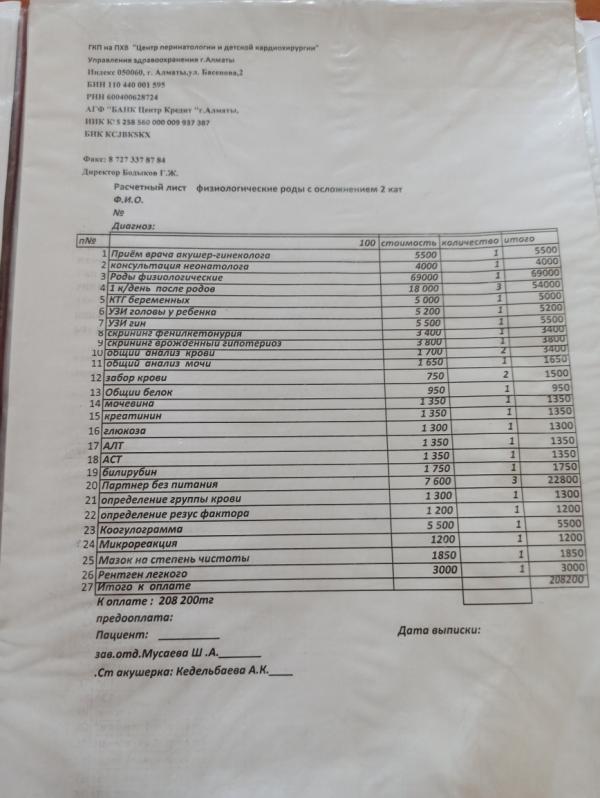 ГКП на ПХВ "Центр перинатологии и детской кардиохирургии"
Управления здравоохранения г.Алматы
Индекс 050060, г. Алматы,ул. Басенова,2
БИН 110 440 001 595
РНН 600400628724
АГФ "БАНК Центр Кредит "г.Алматы,
ИИК KZ 5 258 560 000 009 937 387
БИК KCJBKSKX
Факс: 8 727 337 87 84
Директор Бодыков Г.Ж.
Расчетный лист физиологические роды с осложнением 2 кат
Ф.И.О.
№
Диагноз:
п№ 100 стоимость количество итого
1 Приём врача акушер-гинеколога 5500 1 5500
2 консультация неонатолога 4000 1 4000
3 Роды физиологические 69000 1 69000
4 1 к/день после родов 18 000 3 54000
5 КТГ беременных 5 000 1 5000
6 УЗИ головы у ребенка 5 200 1 5200
7 УЗИ гин 5 500 1 5500
8 скрининг фенилкетонурия 3 400 1 3400
9 скрининг врожденный гипотериоз 3 800 1 3800
10 общий анализ крови 1 700 2 3400
11 общий анализ мочи 1 650 1 1650
12 забор крови 750 2 1500
13 Общии белок 950 1 950
14 мочевина 1 350 1 1350
15 креатинин 1 350 1 1350
16 глюкоза 1 300 1 1300
17 АЛТ 1 350 1 1350
18 АСТ 1 350 1 1350
19 билирубин 1 750 1 1750
20 Партнер без питания 7 600 3 22800
21 определение группы крови 1 300 1 1300
22 определение резус фактора 1 200 1 1200
23 Коогулограмма 5 500 1 5500
24 Микрореакция 1200 1 1200
25 Мазок на степень чистоты 1850 1 1850
26 Рентген легкого 3000 1 3000
27 Итого к оплате 208200
К оплате : 208 200тг
предооплата:
Пациент: __________ Дата выписки:
зав.отд.Мусаева Ш .А._______
.Ст акушерка: Кедельбаева А.К.____